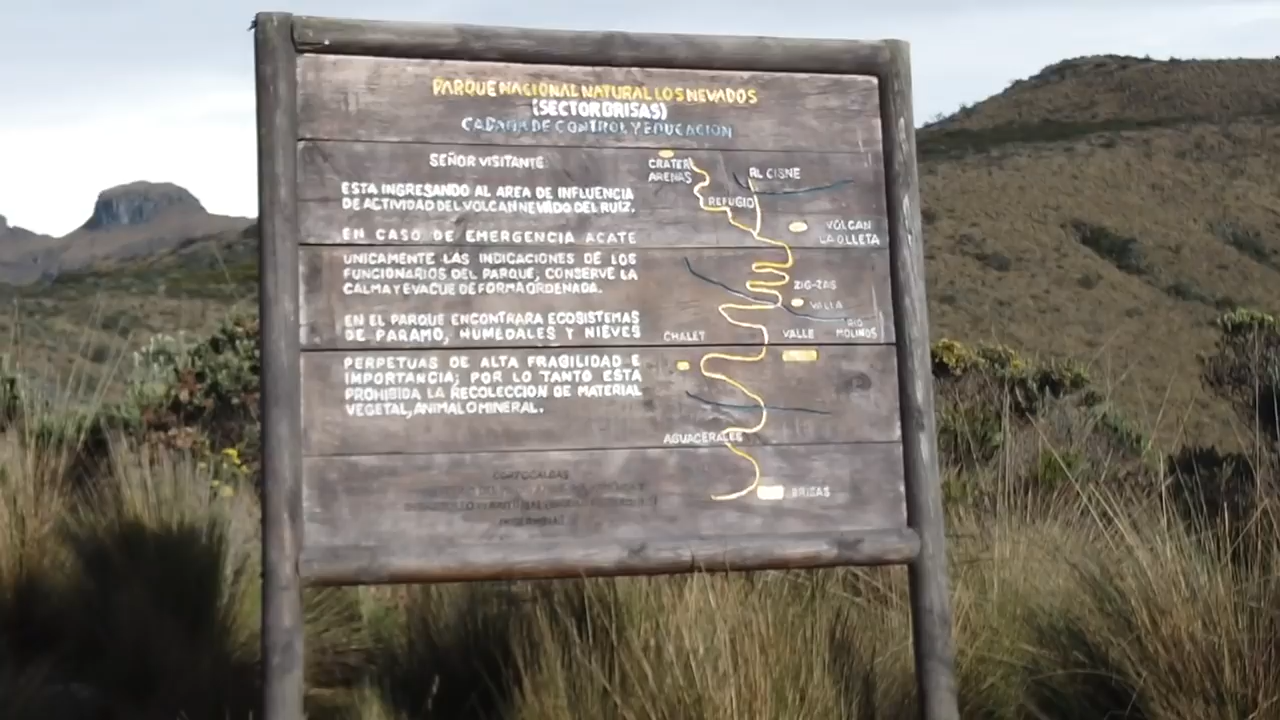 PARQUE NACIONAL NATURAL LOS NEVADOS
(SECTOR BRISAS)
CABAÑA DE CONTROL Y EDUCACION
SEÑOR VISITANTE
ESTA INGRESANDO AL AREA DE INFLUENCIA
DE ACTIVIDAD DEL VOLCAN NEVADO DEL RUIZ.
EN CASO DE EMERGENCIA ACATE
UNICAMENTE LAS INDICACIONES DE LOS
FUNCIONARIOS DEL PARQUE, CONSERVE LA
CALMA Y EVACUE DE FORMA ORDENADA.
EN EL PARQUE ENCONTRARA ECOSISTEMAS
DE PARAMO, HUMEDALES Y NIEVES
PERPETUAS DE ALTA FRAGILIDAD E
IMPORTANCIA; POR LO TANTO ESTA
PROHIBIDA LA RECOLECCION DE MATERIAL
VEGETAL, ANIMAL O MINERAL.
CORPOCALDAS
CRATER
ARENAS
AL CISNE
REFUGIO
VOLCAN
LA OLLETA
ZIG-ZAG
VALLA
RIO
MOLINOS
CHALET
VALLE
AGUACERALES
BRISAS